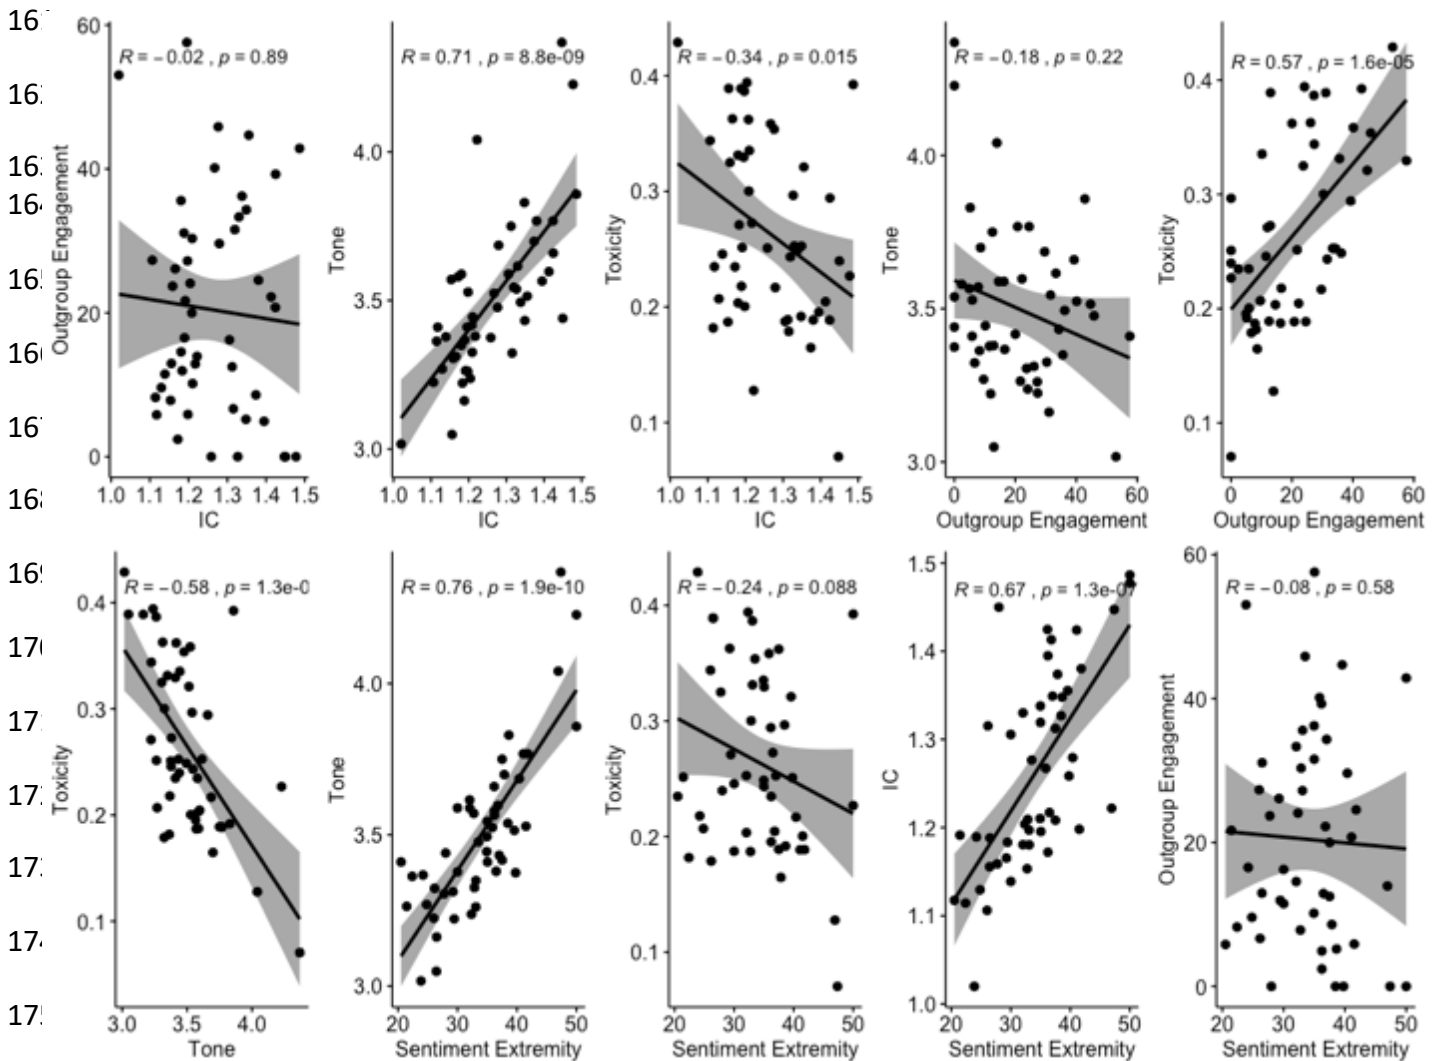 R = −0.02 , p = 0.89
R = 0.71 , p = 8.8e-09
R = −0.34 , p = 0.015
R = −0.18 , p = 0.22
R = 0.57 , p = 1.6e-05
60
40
20
0
Outgroup Engagement
1.0 1.1 1.2 1.3 1.4 1.5
IC
4.0
3.5
3.0
Tone
1.0 1.1 1.2 1.3 1.4 1.5
IC
0.4
0.3
0.2
0.1
Toxicity
1.0 1.1 1.2 1.3 1.4 1.5
IC
4.0
3.5
3.0
Tone
0 20 40 60
Outgroup Engagement
0.4
0.3
0.2
0.1
Toxicity
0 20 40 60
Outgroup Engagement
R = −0.58 , p = 1.3e-0
R = 0.76 , p = 1.9e-10
R = −0.24 , p = 0.088
R = 0.67 , p = 1.3e-07
R = −0.08 , p = 0.58
0.4
0.3
0.2
0.1
Toxicity
3.0 3.5 4.0
Tone
4.0
3.5
3.0
Tone
20 30 40 50
Sentiment Extremity
0.4
0.3
0.2
0.1
Toxicity
20 30 40 50
Sentiment Extremity
1.5
1.4
1.3
1.2
1.1
1.0
IC
20 30 40 50
Sentiment Extremity
60
40
20
0
Outgroup Engagement
20 30 40 50
Sentiment Extremity